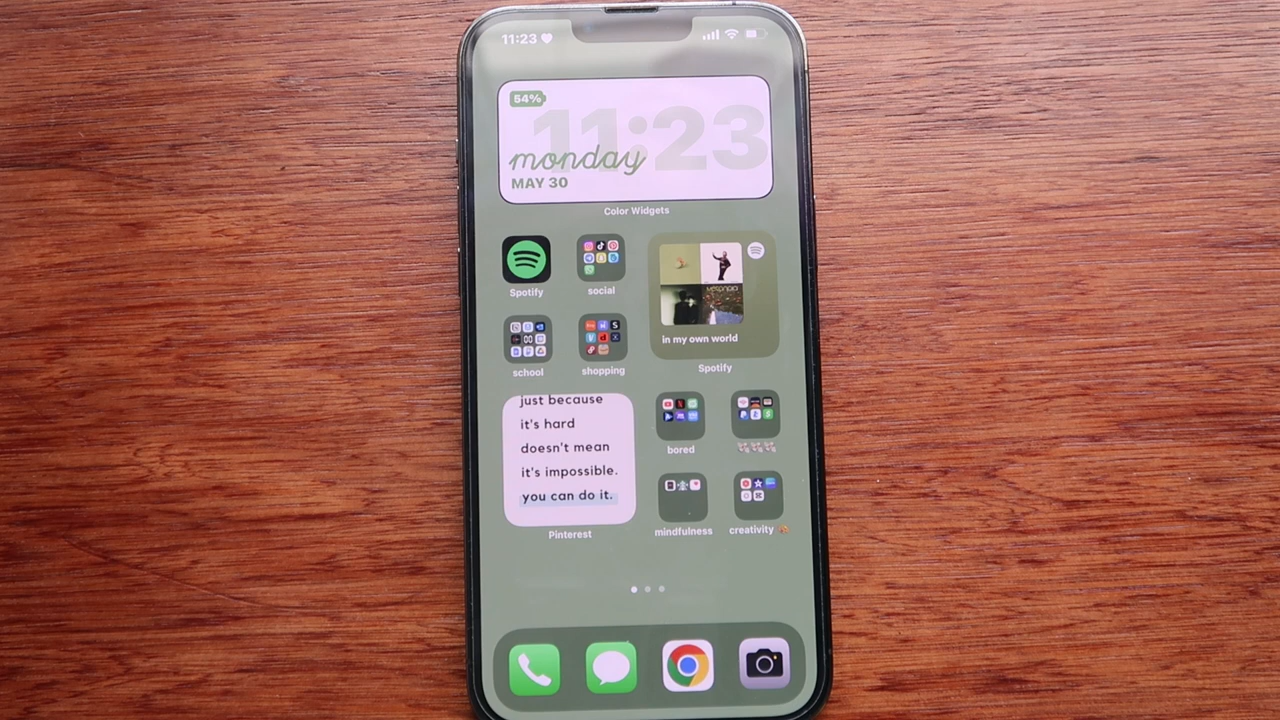 11:23
54%
11:23
monday
MAY 30
Color Widgets
Spotify
social
in my own world
school
shopping
Spotify
just because
it's hard
doesn't mean
it's impossible.
you can do it.
Pinterest
bored
mindfulness
creativity